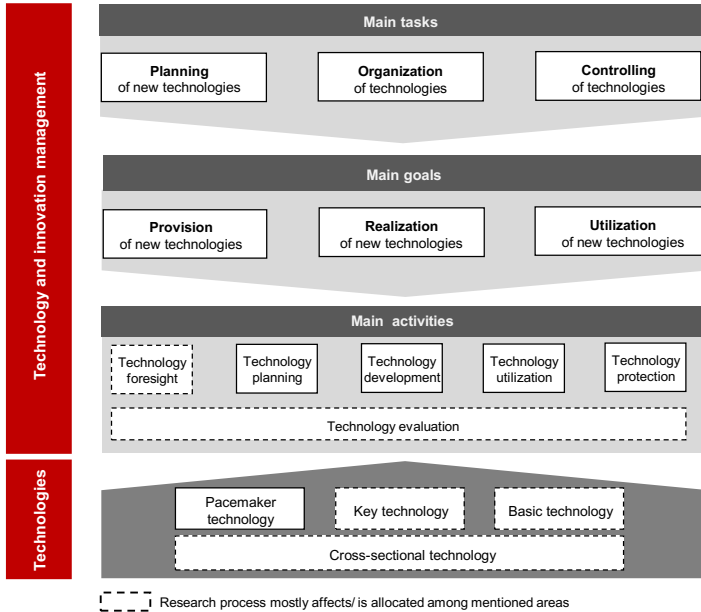 Technology and innovation management
Main tasks
Planning
of new technologies
Organization
of technologies
Controlling
of technologies
Main goals
Provision
of new technologies
Realization
of new technologies
Utilization
of new technologies
Main activities
Technology
foresight
Technology
planning
Technology
development
Technology
utilization
Technology
protection
Technology evaluation
Technologies
Pacemaker
technology
Key technology
Basic technology
Cross-sectional technology
Research process mostly affects/ is allocated among mentioned areas